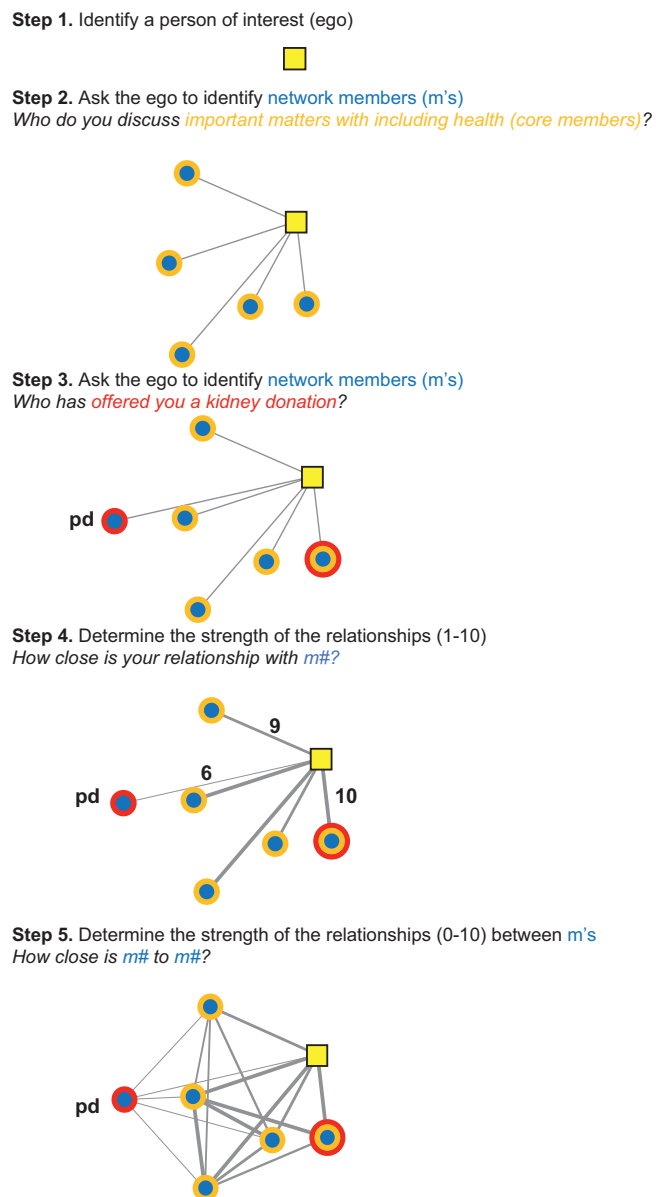 Step 1. Identify a person of interest (ego)
Step 2. Ask the ego to identify network members (m's)
Who do you discuss important matters with including health (core members)?
Step 3. Ask the ego to identify network members (m's)
Who has offered you a kidney donation?
pd
Step 4. Determine the strength of the relationships (1-10)
How close is your relationship with m#?
9
6
pd
10
Step 5. Determine the strength of the relationships (0-10) between m's
How close is m# to m#?
pd